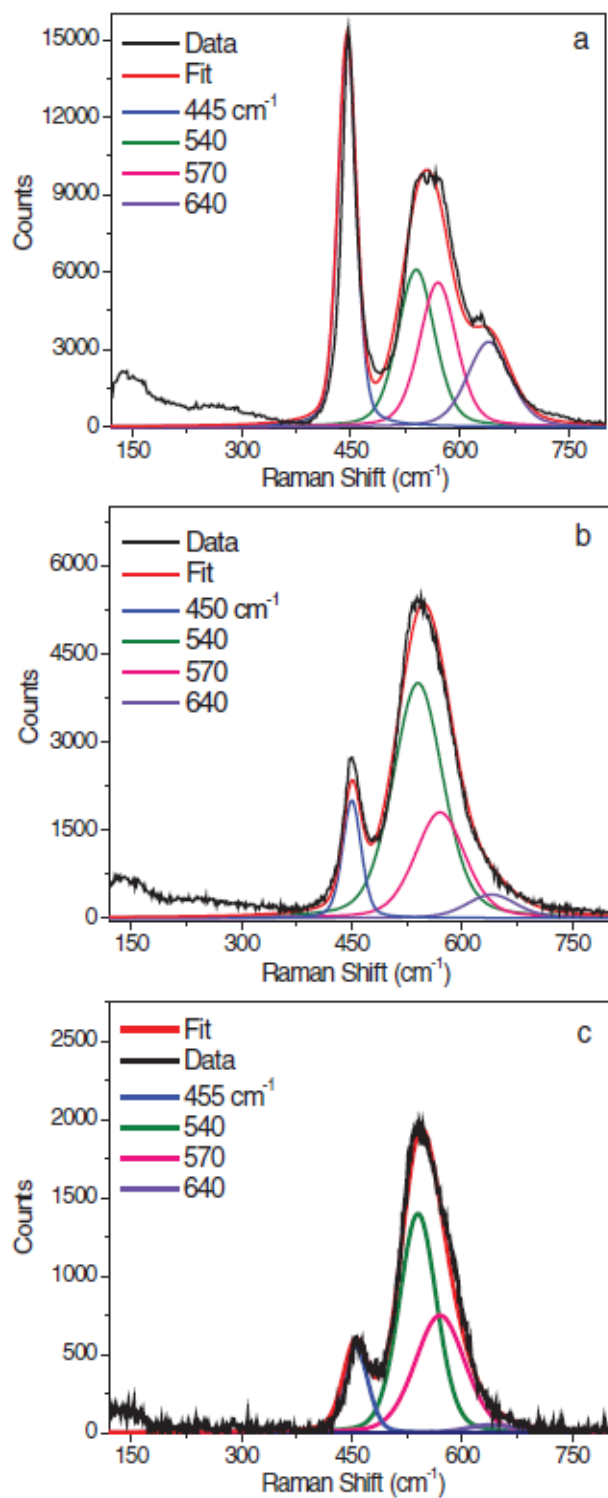 a
15000
12000
9000
6000
3000
0
Counts
Data
Fit
445 cm⁻¹
540
570
640
150
300
450
600
750
Raman Shift (cm⁻¹)
b
6000
4500
3000
1500
0
Counts
Data
Fit
450 cm⁻¹
540
570
640
150
300
450
600
750
Raman Shift (cm⁻¹)
c
2500
2000
1500
1000
500
0
Counts
Fit
Data
455 cm⁻¹
540
570
640
150
300
450
600
750
Raman Shift (cm⁻¹)